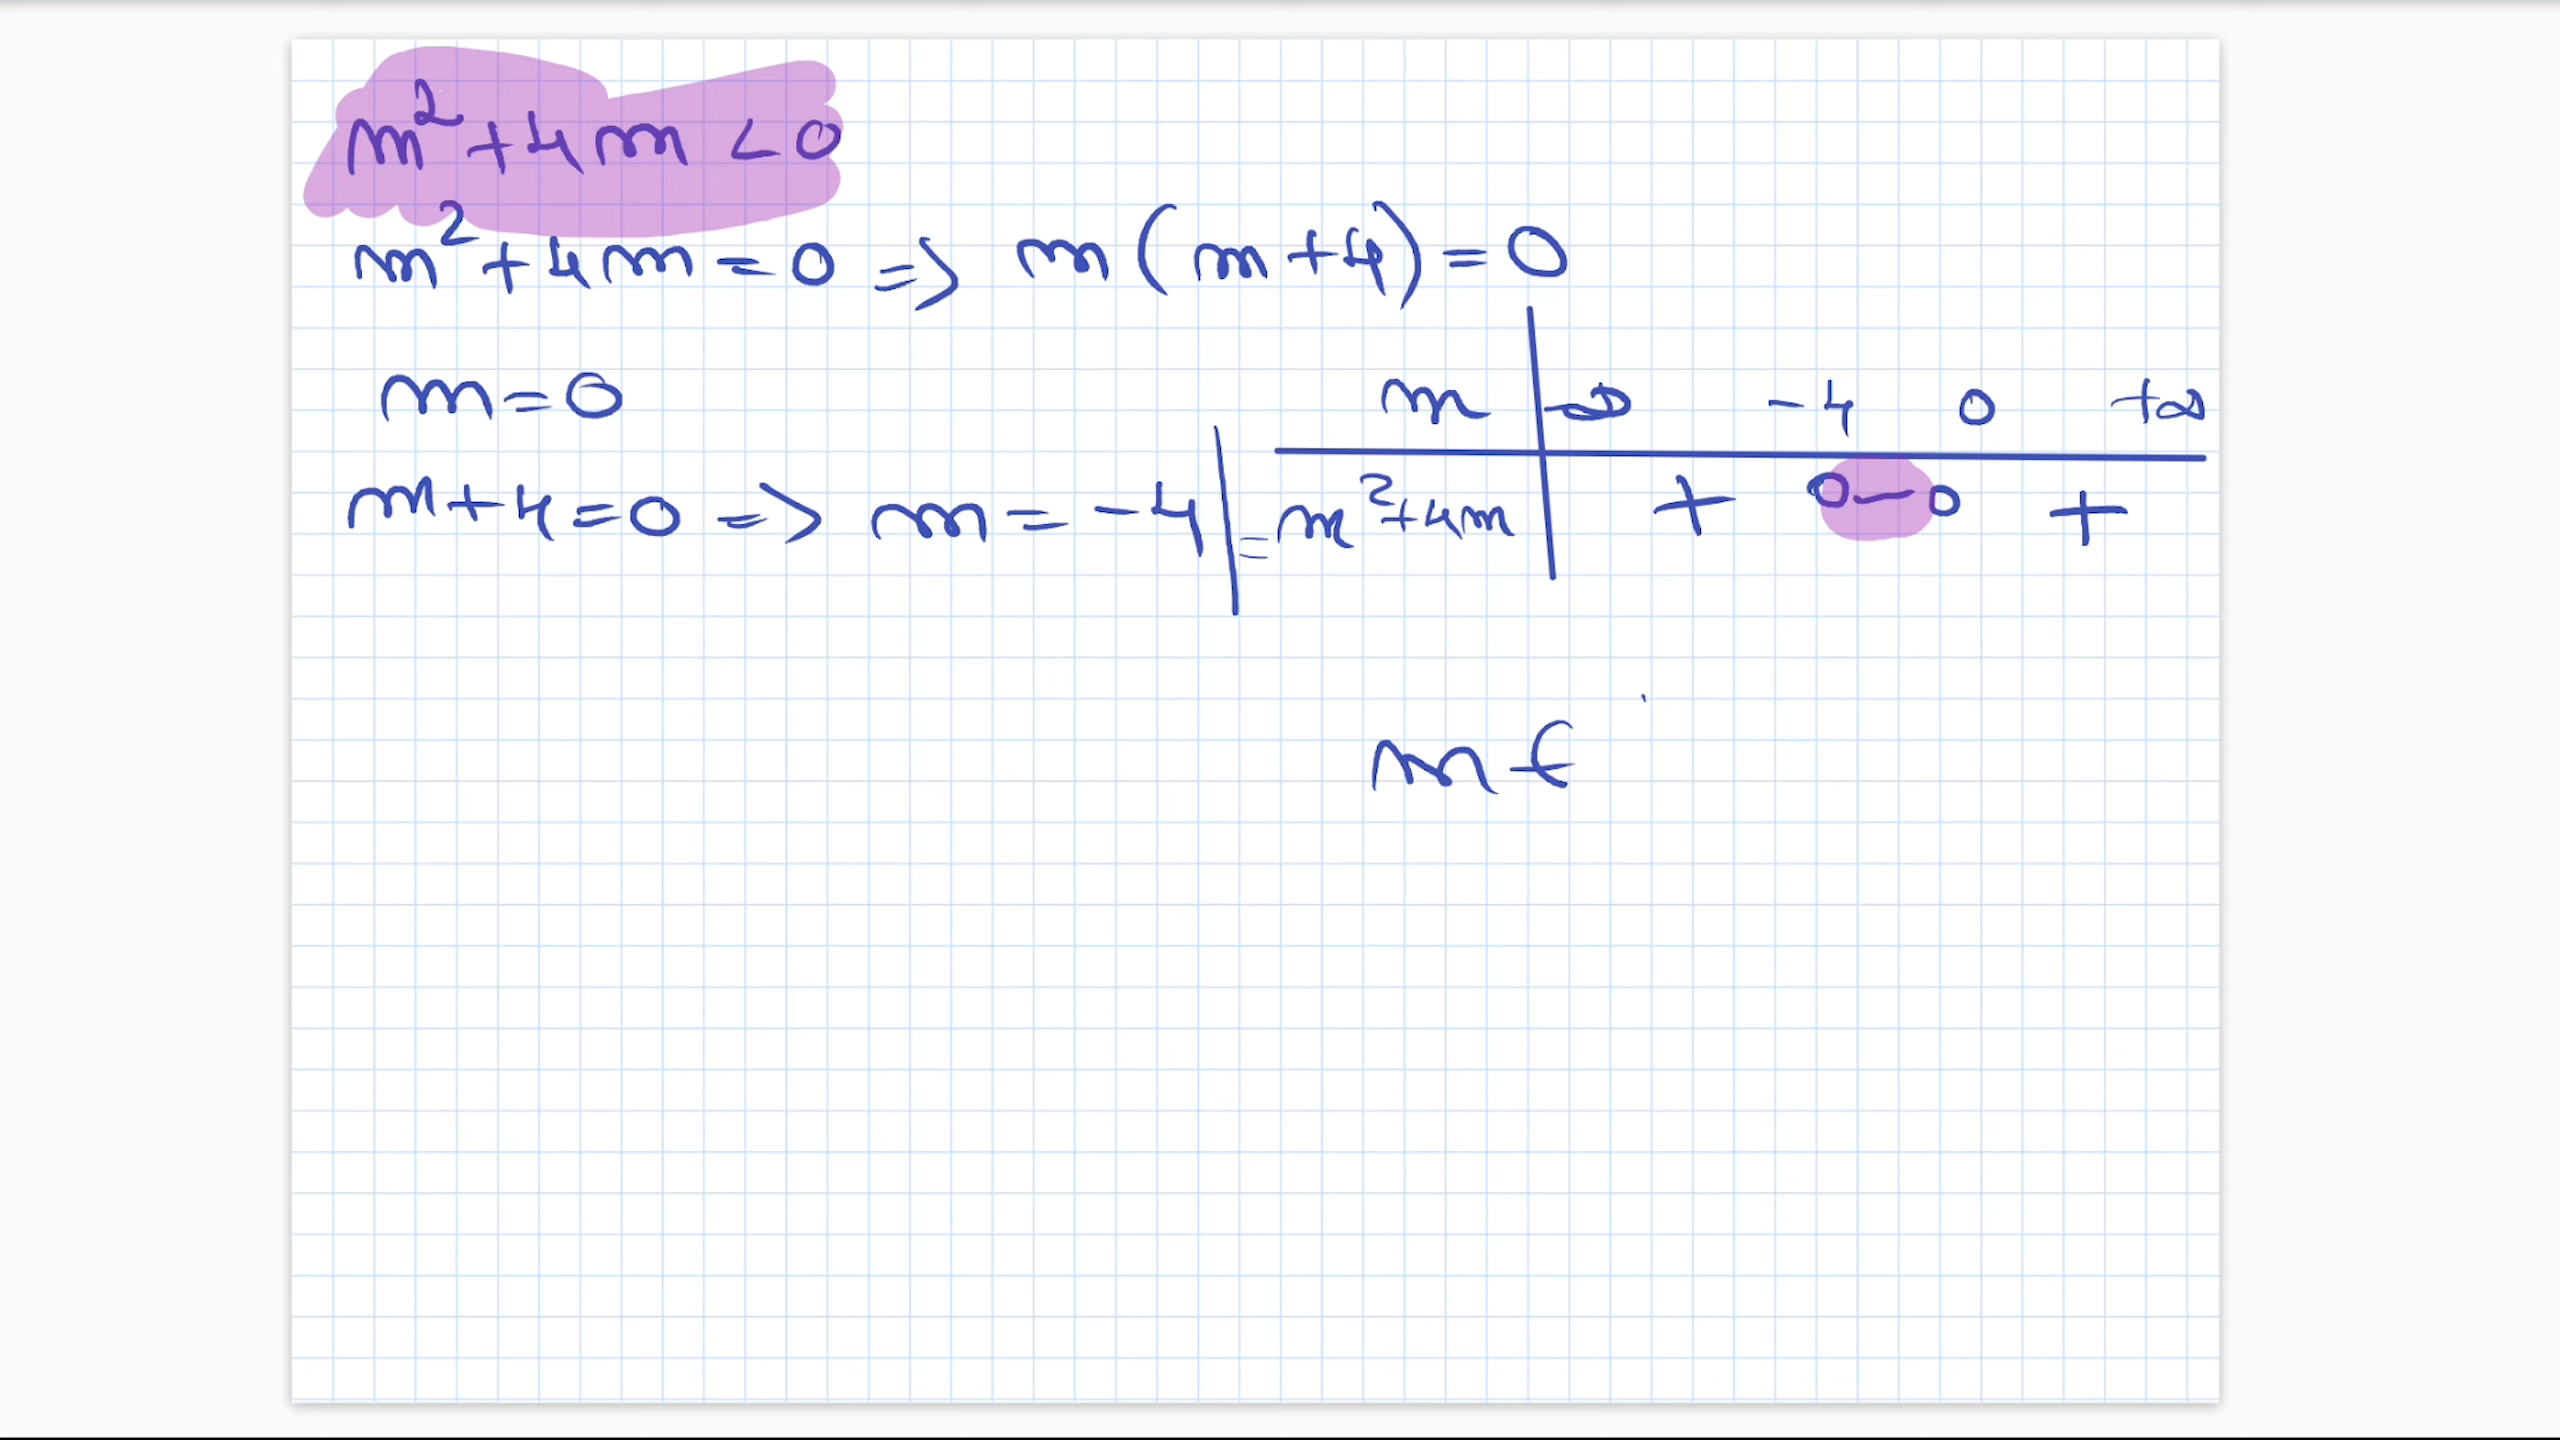 m² + 4m < 0
m² + 4m = 0 => m(m+4) = 0
m = 0
m + 4 = 0 => m = -4
m | -∞ -4 0 +∞
= m² + 4m | + 0 - 0 +
m ∈